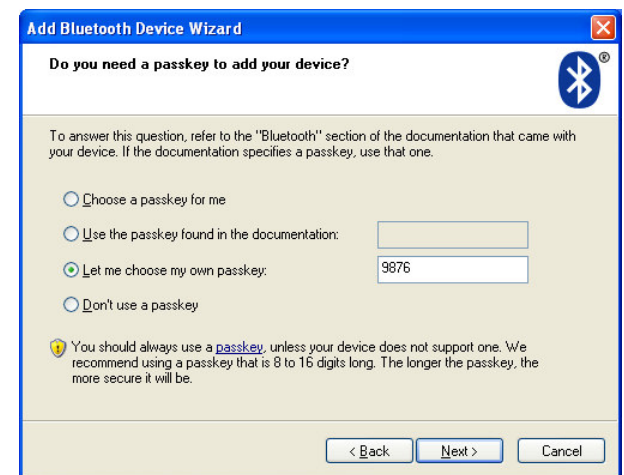 Add Bluetooth Device Wizard
Do you need a passkey to add your device?
®
To answer this question, refer to the "Bluetooth" section of the documentation that came with
your device. If the documentation specifies a passkey, use that one.
Choose a passkey for me
Use the passkey found in the documentation:
Let me choose my own passkey: 9876
Don't use a passkey
You should always use a passkey, unless your device does not support one. We
recommend using a passkey that is 8 to 16 digits long. The longer the passkey, the
more secure it will be.
< Back Next > Cancel